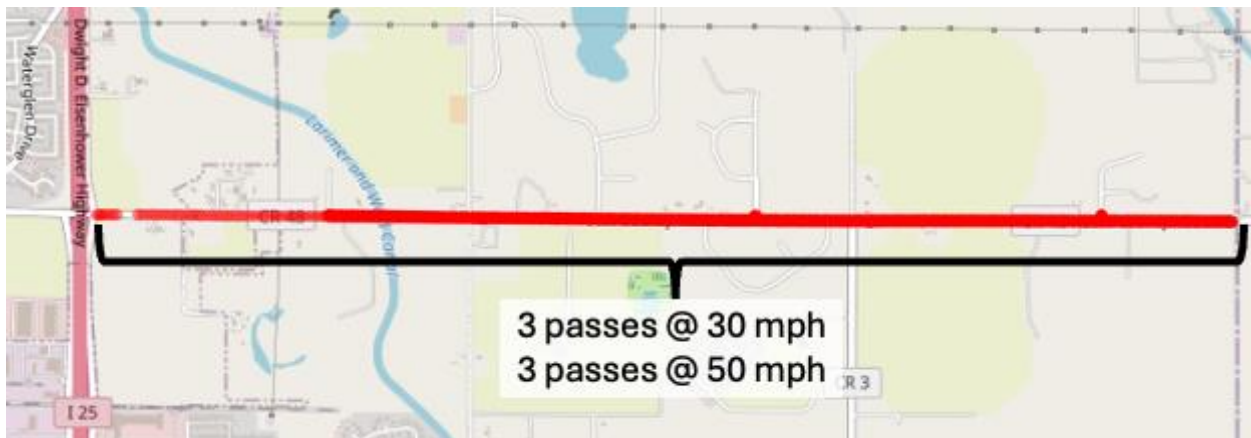 Waterglen Drive
Dwight D. Eisenhower Highway
Larimer and Weld Canal
CR 48
3 passes @ 30 mph
3 passes @ 50 mph
CR 3
I 25